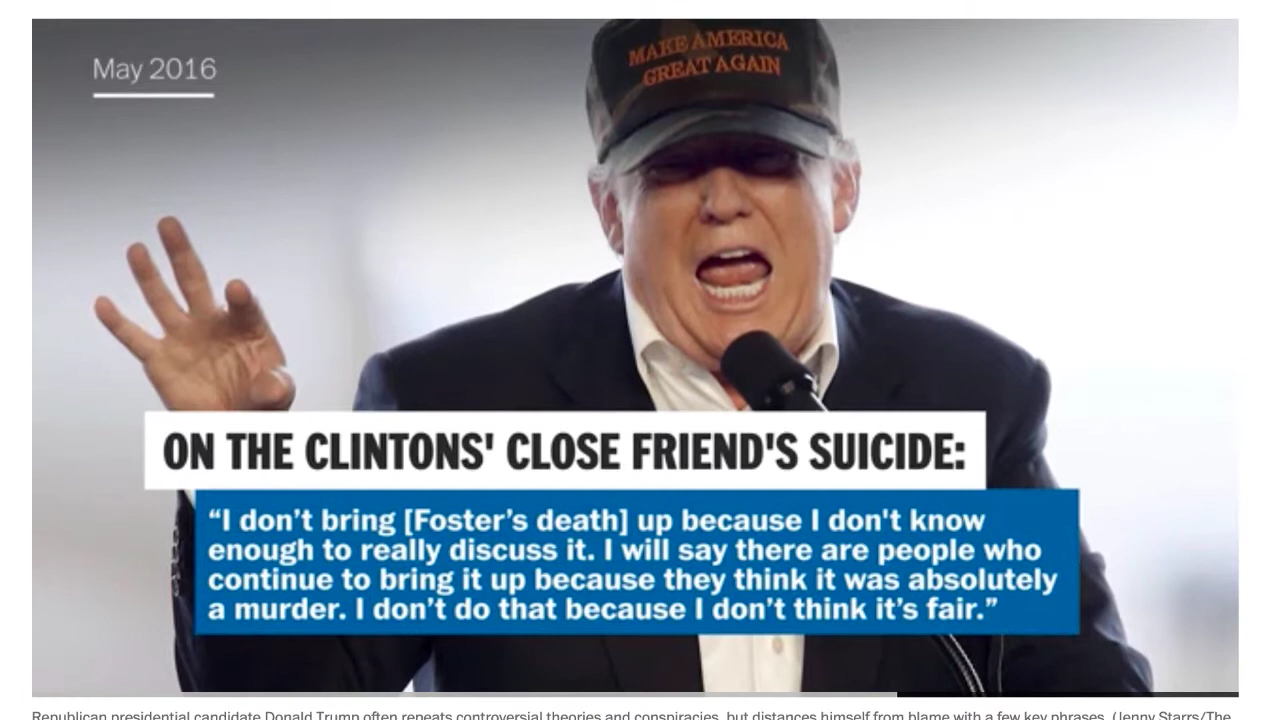 May 2016
MAKE AMERICA
GREAT AGAIN
ON THE CLINTONS' CLOSE FRIEND'S SUICIDE:
“I don’t bring [Foster’s death] up because I don't know
enough to really discuss it. I will say there are people who
continue to bring it up because they think it was absolutely
a murder. I don’t do that because I don’t think it’s fair.”
Republican presidential candidate Donald Trump often repeats controversial theories and conspiracies, but distances himself from blame with a few key phrases. (Jenny Starrs/The